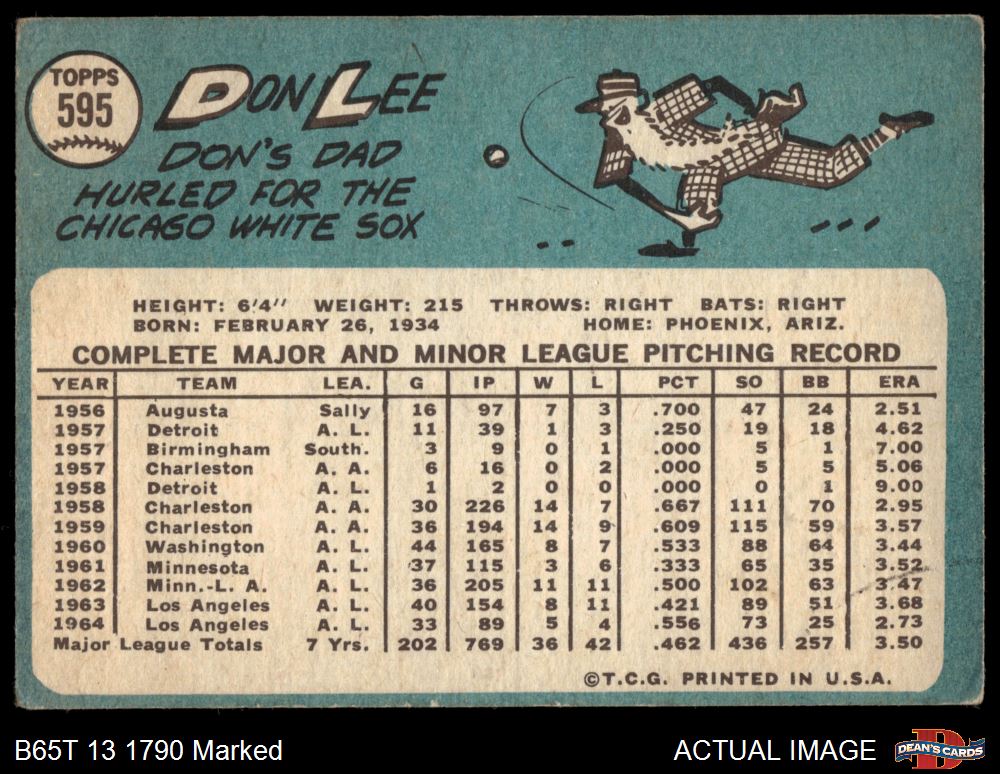 TOPPS
595
DON LEE
DON'S DAD
HURLED FOR THE
CHICAGO WHITE SOX
HEIGHT: 6'4" WEIGHT: 215 THROWS: RIGHT BATS: RIGHT
BORN: FEBRUARY 26, 1934 HOME: PHOENIX, ARIZ.
COMPLETE MAJOR AND MINOR LEAGUE PITCHING RECORD
YEAR TEAM LEA. G IP W L PCT SO BB ERA
1956 Augusta Sally 16 97 7 3 .700 47 24 2.51
1957 Detroit A. L. 11 39 1 3 .250 19 18 4.62
1957 Birmingham South. 3 9 0 1 .000 5 1 7.00
1957 Charleston A. A. 6 16 0 2 .000 5 5 5.06
1958 Detroit A. L. 1 2 0 0 .000 0 1 9.00
1958 Charleston A. A. 30 226 14 7 .667 111 70 2.95
1959 Charleston A. A. 36 194 14 9 .609 115 59 3.57
1960 Washington A. L. 44 165 8 7 .533 88 64 3.44
1961 Minnesota A. L. 37 115 3 6 .333 65 35 3.52
1962 Minn.-L. A. A. L. 36 205 11 11 .500 102 63 3.47
1963 Los Angeles A. L. 40 154 8 11 .421 89 51 3.68
1964 Los Angeles A. L. 33 89 5 4 .556 73 25 2.73
Major League Totals 7 Yrs. 202 769 36 42 .462 436 257 3.50
©T.C.G. PRINTED IN U.S.A.
B65T 13 1790 Marked
ACTUAL IMAGE
DEAN'S CARDS